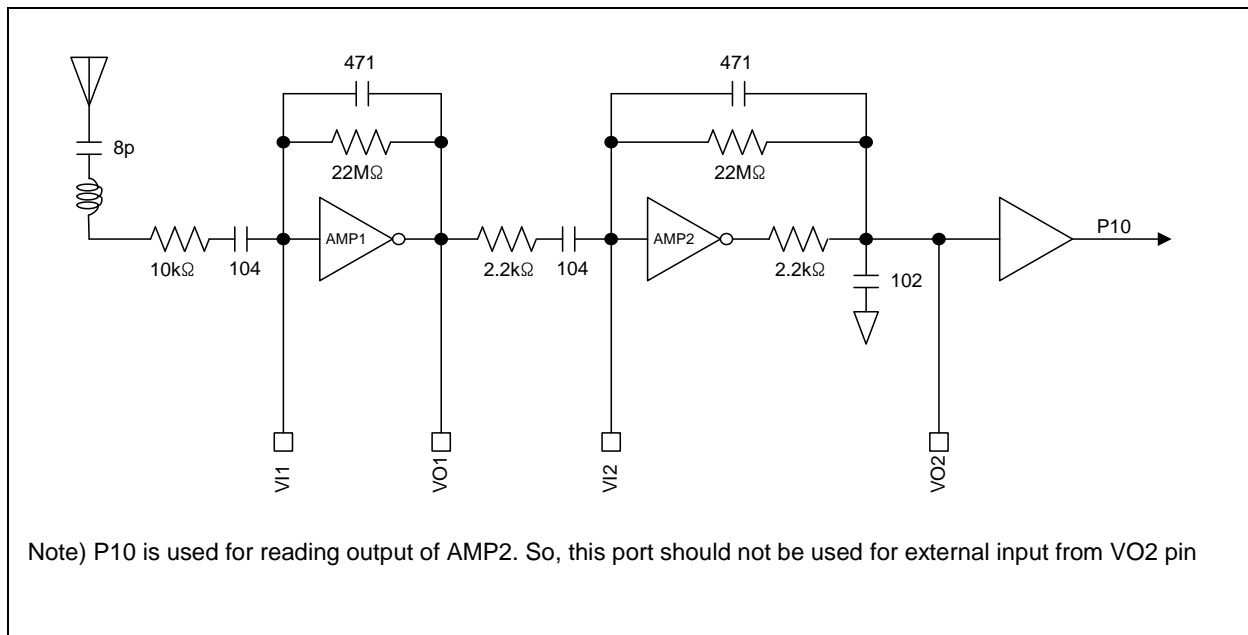 471
471
8p
22MΩ
22MΩ
AMP1
AMP2
P10
10kΩ
104
2.2kΩ
104
2.2kΩ
102
VI1
VO1
VI2
VO2
Note) P10 is used for reading output of AMP2. So, this port should not be used for external input from VO2 pin